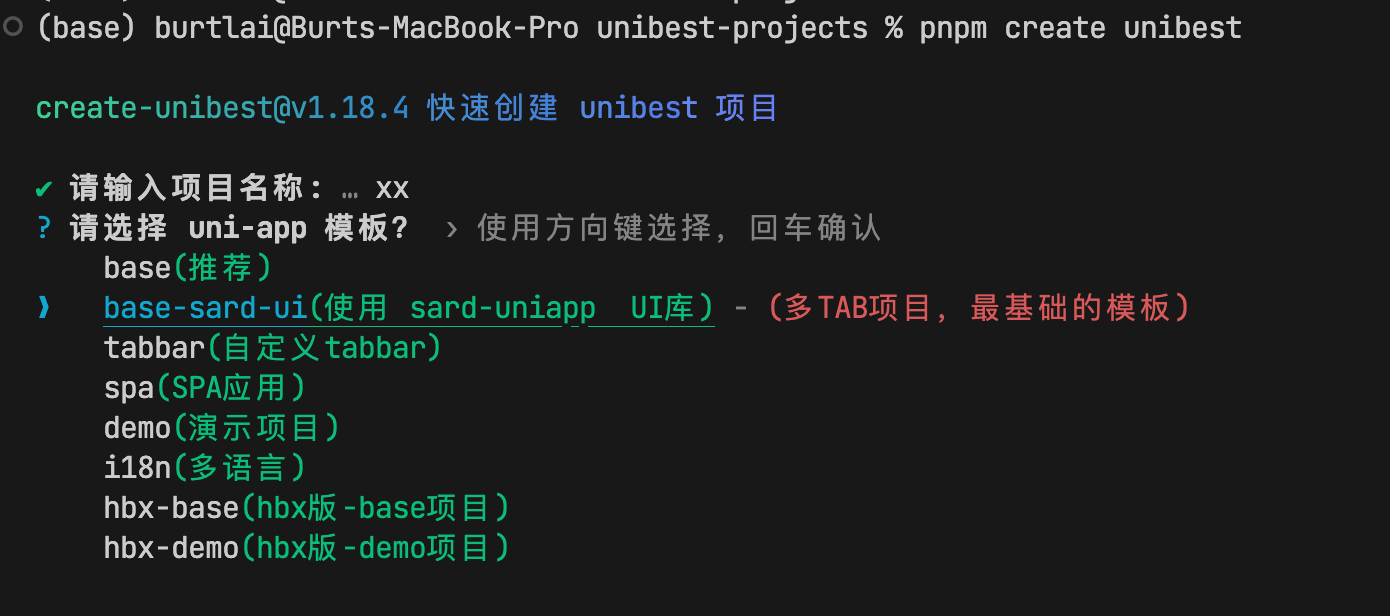 (base) burtlai@Burts-MacBook-Pro unibest-projects % pnpm create unibest
create-unibest@v1.18.4 快速创建 unibest 项目
✔ 请输入项目名称: … xx
? 请选择 uni-app 模板? › 使用方向键选择, 回车确认
base(推荐)
❯ base-sard-ui(使用 sard-uniapp  UI库) - (多TAB项目, 最基础的模板)
tabbar(自定义tabbar)
spa(SPA应用)
demo(演示项目)
i18n(多语言)
hbx-base(hbx版-base项目)
hbx-demo(hbx版-demo项目)